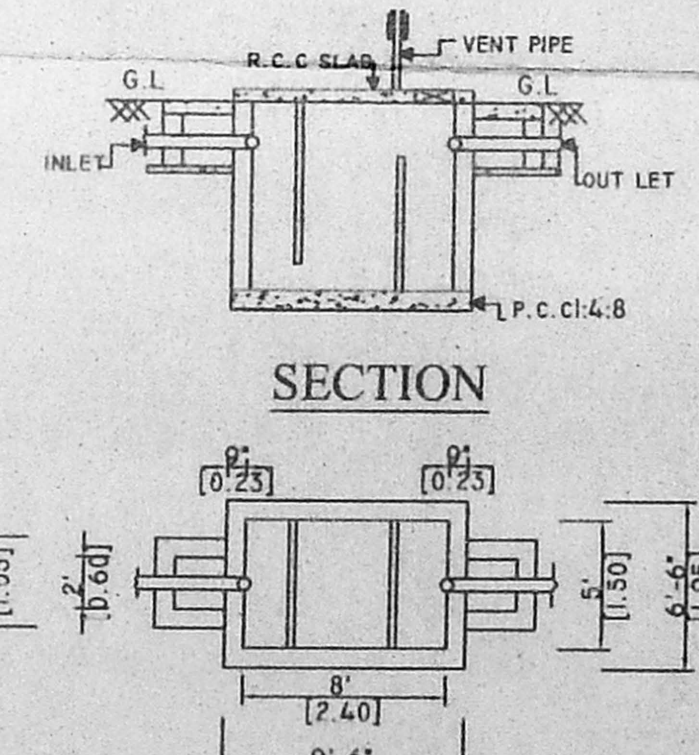 VENT PIPE
R.C.C SLAB
G.L
G.L
INLET
OUT LET
P.C.C1:4:8
SECTION
9"
[0.23]
9"
[0.23]
2'
[0.60]
5'
[1.50]
6'-6"
8'
[2.40]